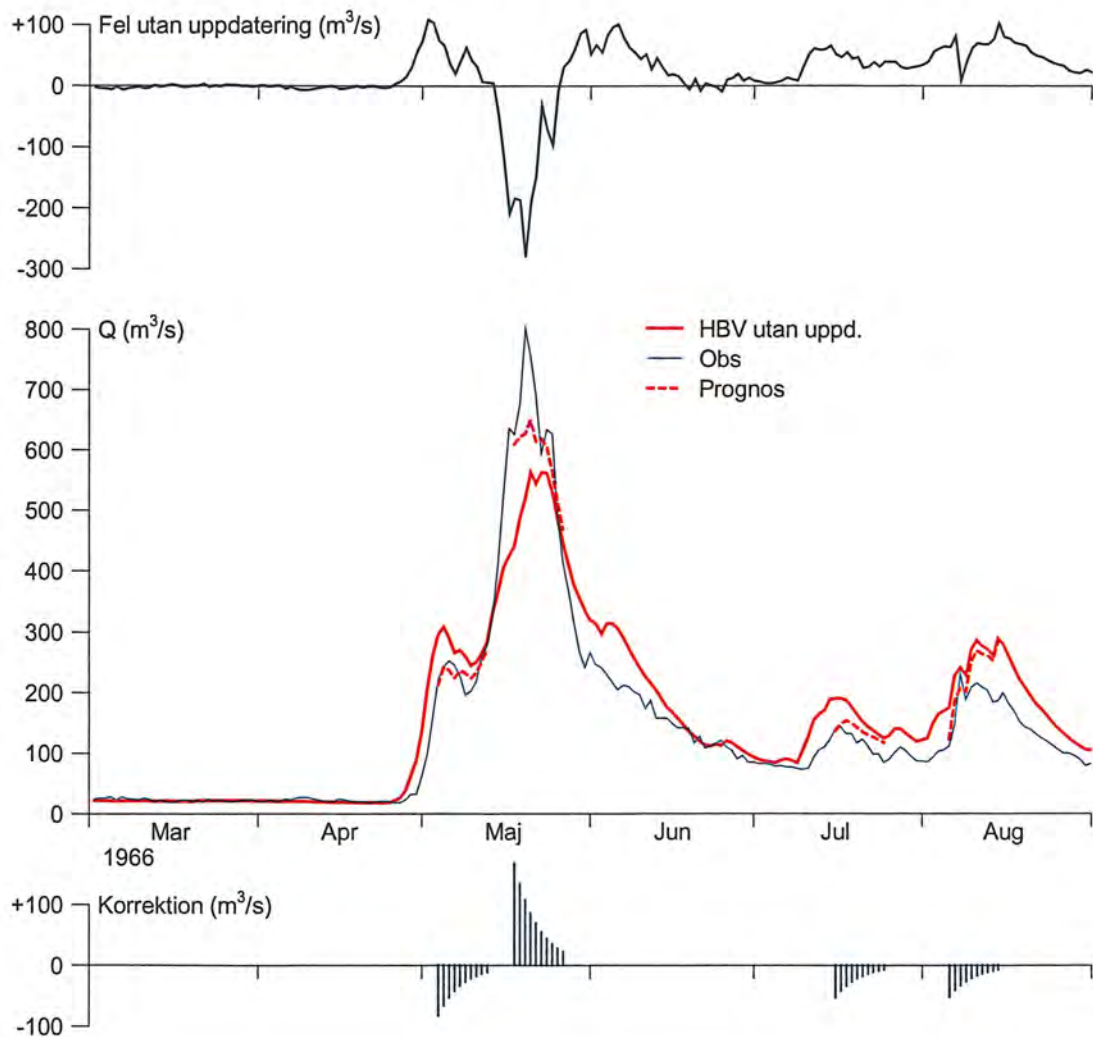 Fel utan uppdatering (m³/s)
+100
0
-100
-200
-300
Q (m³/s)
800
700
600
500
400
300
200
100
0
HBV utan uppd.
Obs
Prognos
Mar Apr Maj Jun Jul Aug
1966
Korrektion (m³/s)
+100
0
-100